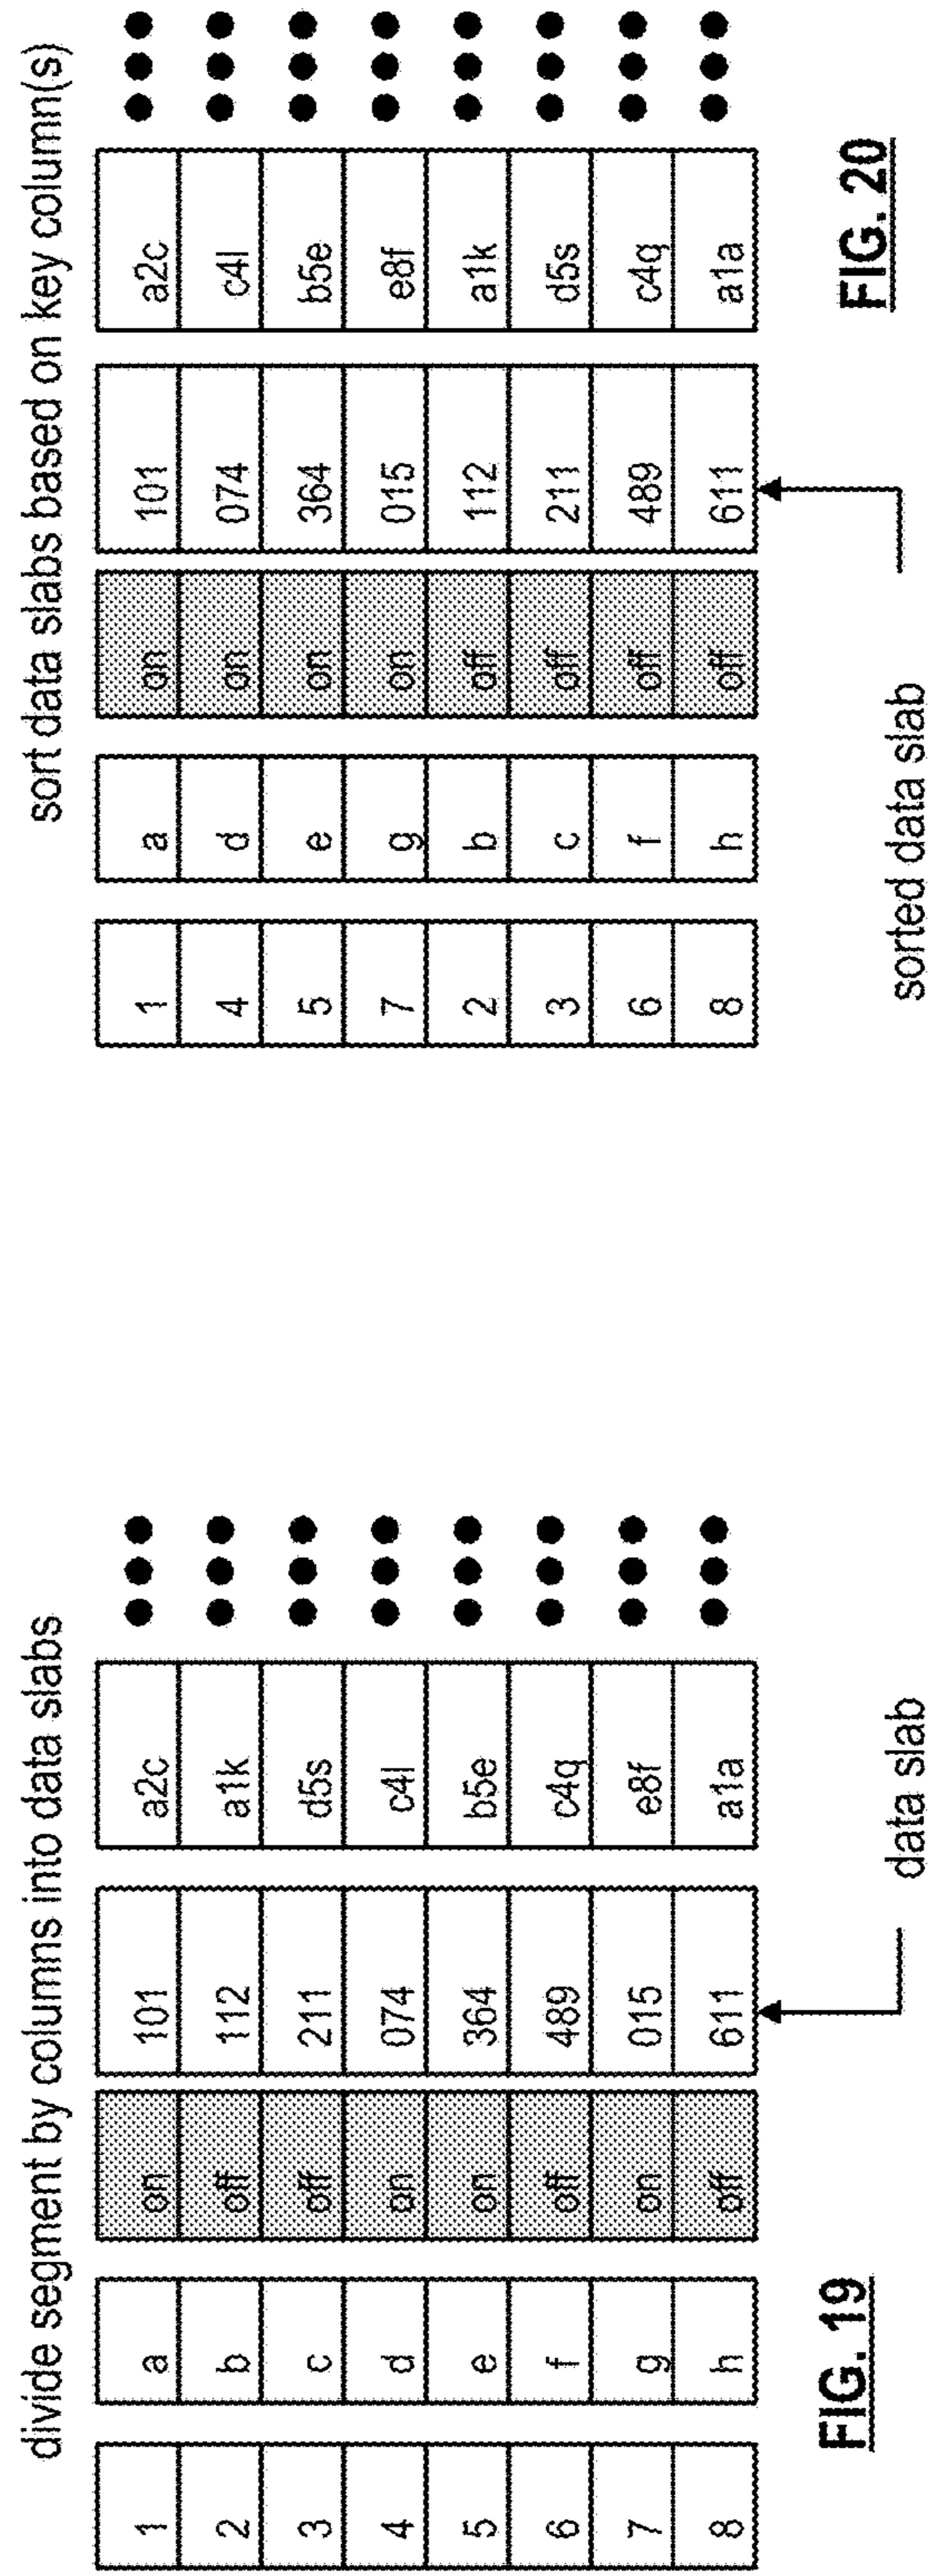 divide segment by columns into data slabs
1 a on 101 a2c
2 b off 112 a1k
3 c off 211 d5s
4 d on 074 c4l
5 e on 364 b5e
6 f off 489 c4q
7 g on 015 e8f
8 h off 611 a1a
data slab
FIG. 19
sort data slabs based on key column(s)
1 a on 101 a2c
4 d on 074 c4l
5 e on 364 b5e
7 g on 015 e8f
2 b off 112 a1k
3 c off 211 d5s
6 f off 489 c4q
8 h off 611 a1a
sorted data slab
FIG. 20